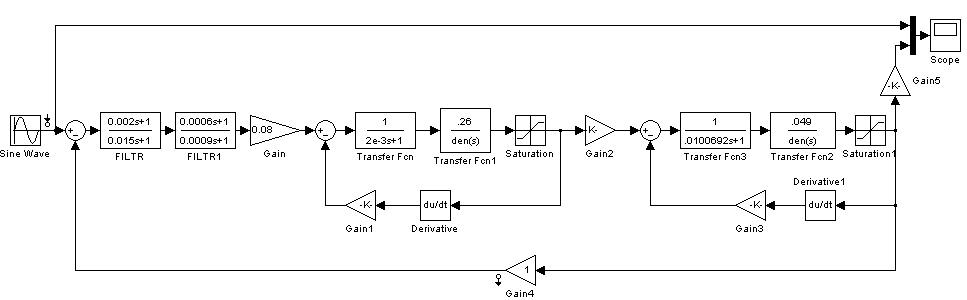 Scope
-K-
Gain5
Sine Wave
0.002s+1
0.015s+1
FILTR
0.0006s+1
0.0009s+1
FILTR1
0.08
Gain
1
2e-3s+1
Transfer Fcn
.26
den(s)
Transfer Fcn1
Saturation
K-
Gain2
1
.0100692s+1
Transfer Fcn3
.049
den(s)
Transfer Fcn2
Saturation1
-K-
Gain1
du/dt
Derivative
-K-
Gain3
Derivative1
du/dt
1
Gain4